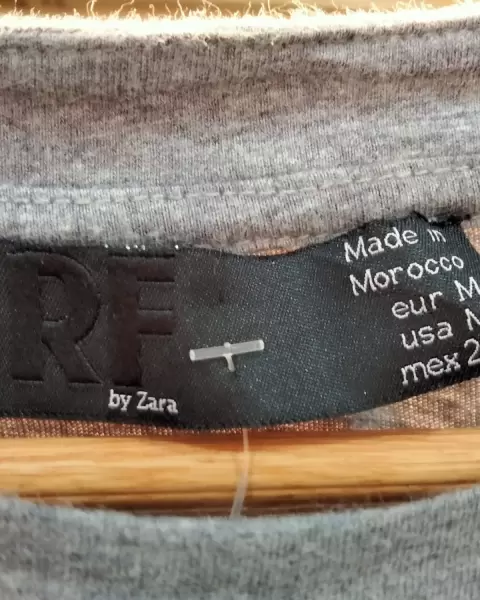 RF
by Zara
Made in
Morocco
eur M
usa M
mex 2